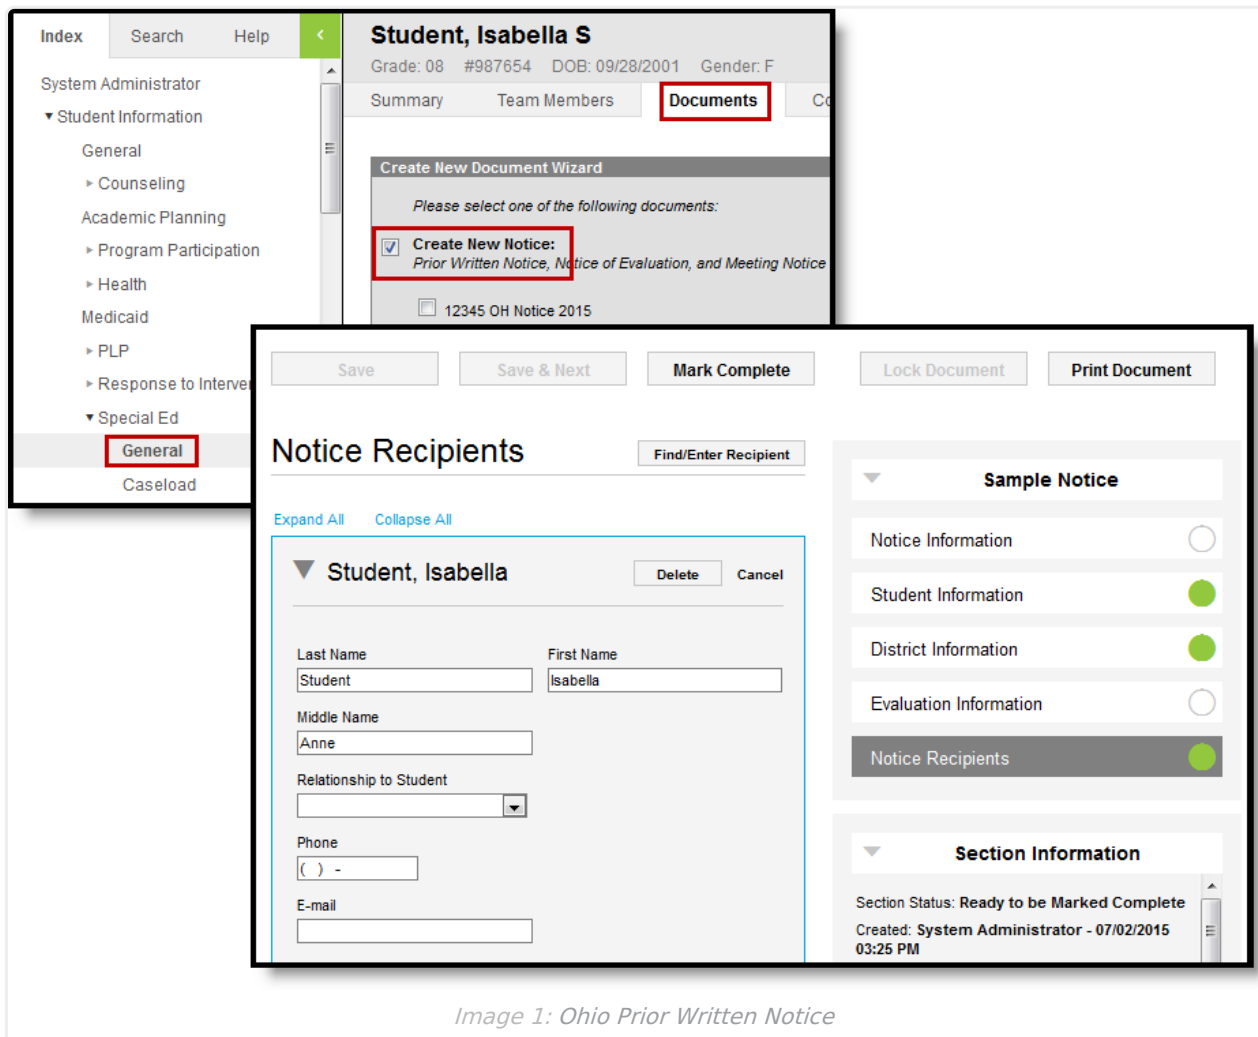 Index Search Help
System Administrator
Student Information
General
Counseling
Academic Planning
Program Participation
Health
Medicaid
PLP
Response to Interve
Special Ed
General
Caseload
Student, Isabella S
Grade: 08 #987654 DOB: 09/28/2001 Gender: F
Summary Team Members Documents Co
Create New Document Wizard
Please select one of the following documents:
Create New Notice:
Prior Written Notice, Notice of Evaluation, and Meeting Notice
12345 OH Notice 2015
Save Save & Next Mark Complete Lock Document Print Document
Notice Recipients
Find/Enter Recipient
Expand All Collapse All
Student, Isabella
Delete Cancel
Last Name First Name
Student Isabella
Middle Name
Anne
Relationship to Student
Phone
( ) -
E-mail
Sample Notice
Notice Information
Student Information
District Information
Evaluation Information
Notice Recipients
Section Information
Section Status: Ready to be Marked Complete
Created: System Administrator - 07/02/2015
03:25 PM
Image 1: Ohio Prior Written Notice